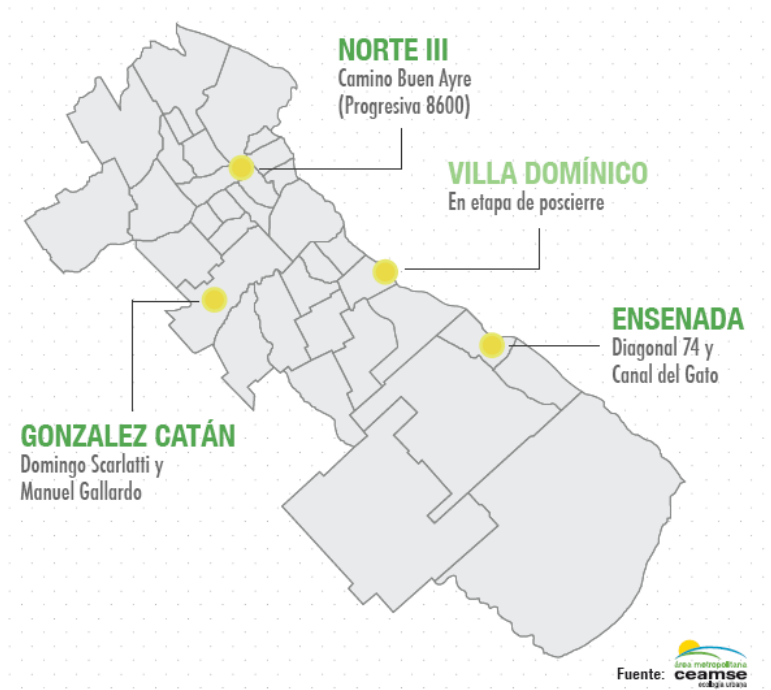 NORTE III
Camino Buen Ayre
(Progresiva 8600)
VILLA DOMÍNICO
En etapa de poscierre
ENSENADA
Diagonal 74 y
Canal del Gato
GONZALEZ CATÁN
Domingo Scarlatti y
Manuel Gallardo
Fuente:
área metropolitana
ceamse
ecología urbana